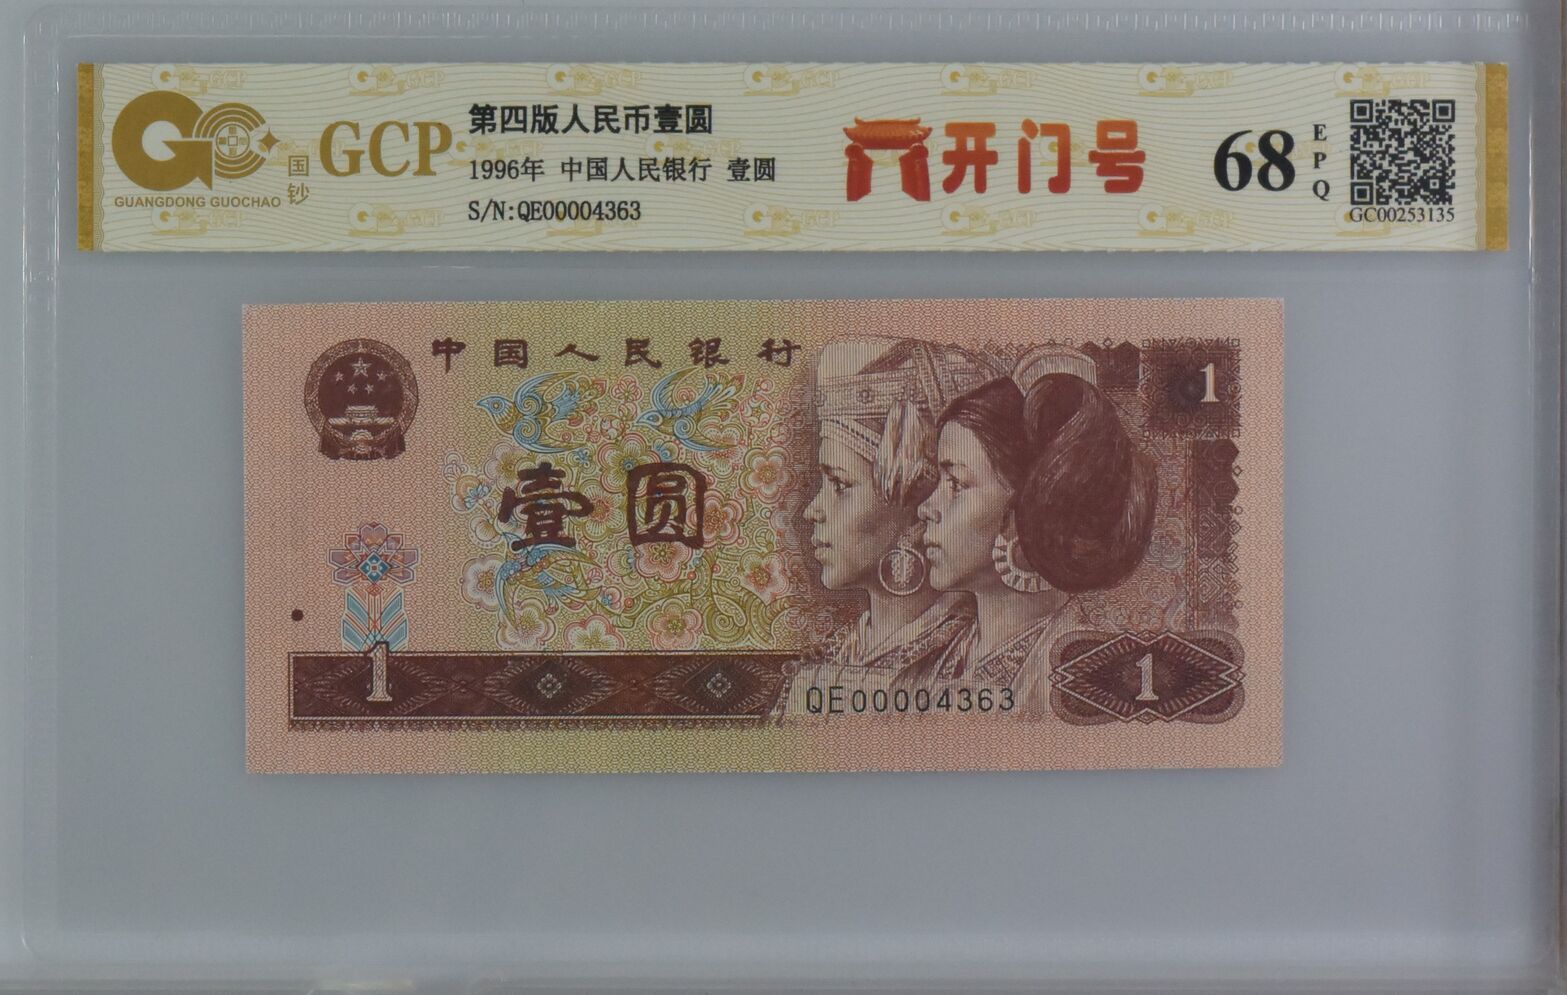 GCP
国钞
GUANGDONG GUOCHAO
第四版人民币壹圆
1996年 中国人民银行 壹圆
S/N:QE00004363
开门号
68
EPQ
GC00253135
中国人民银行
1
壹圆
1
QE00004363
1